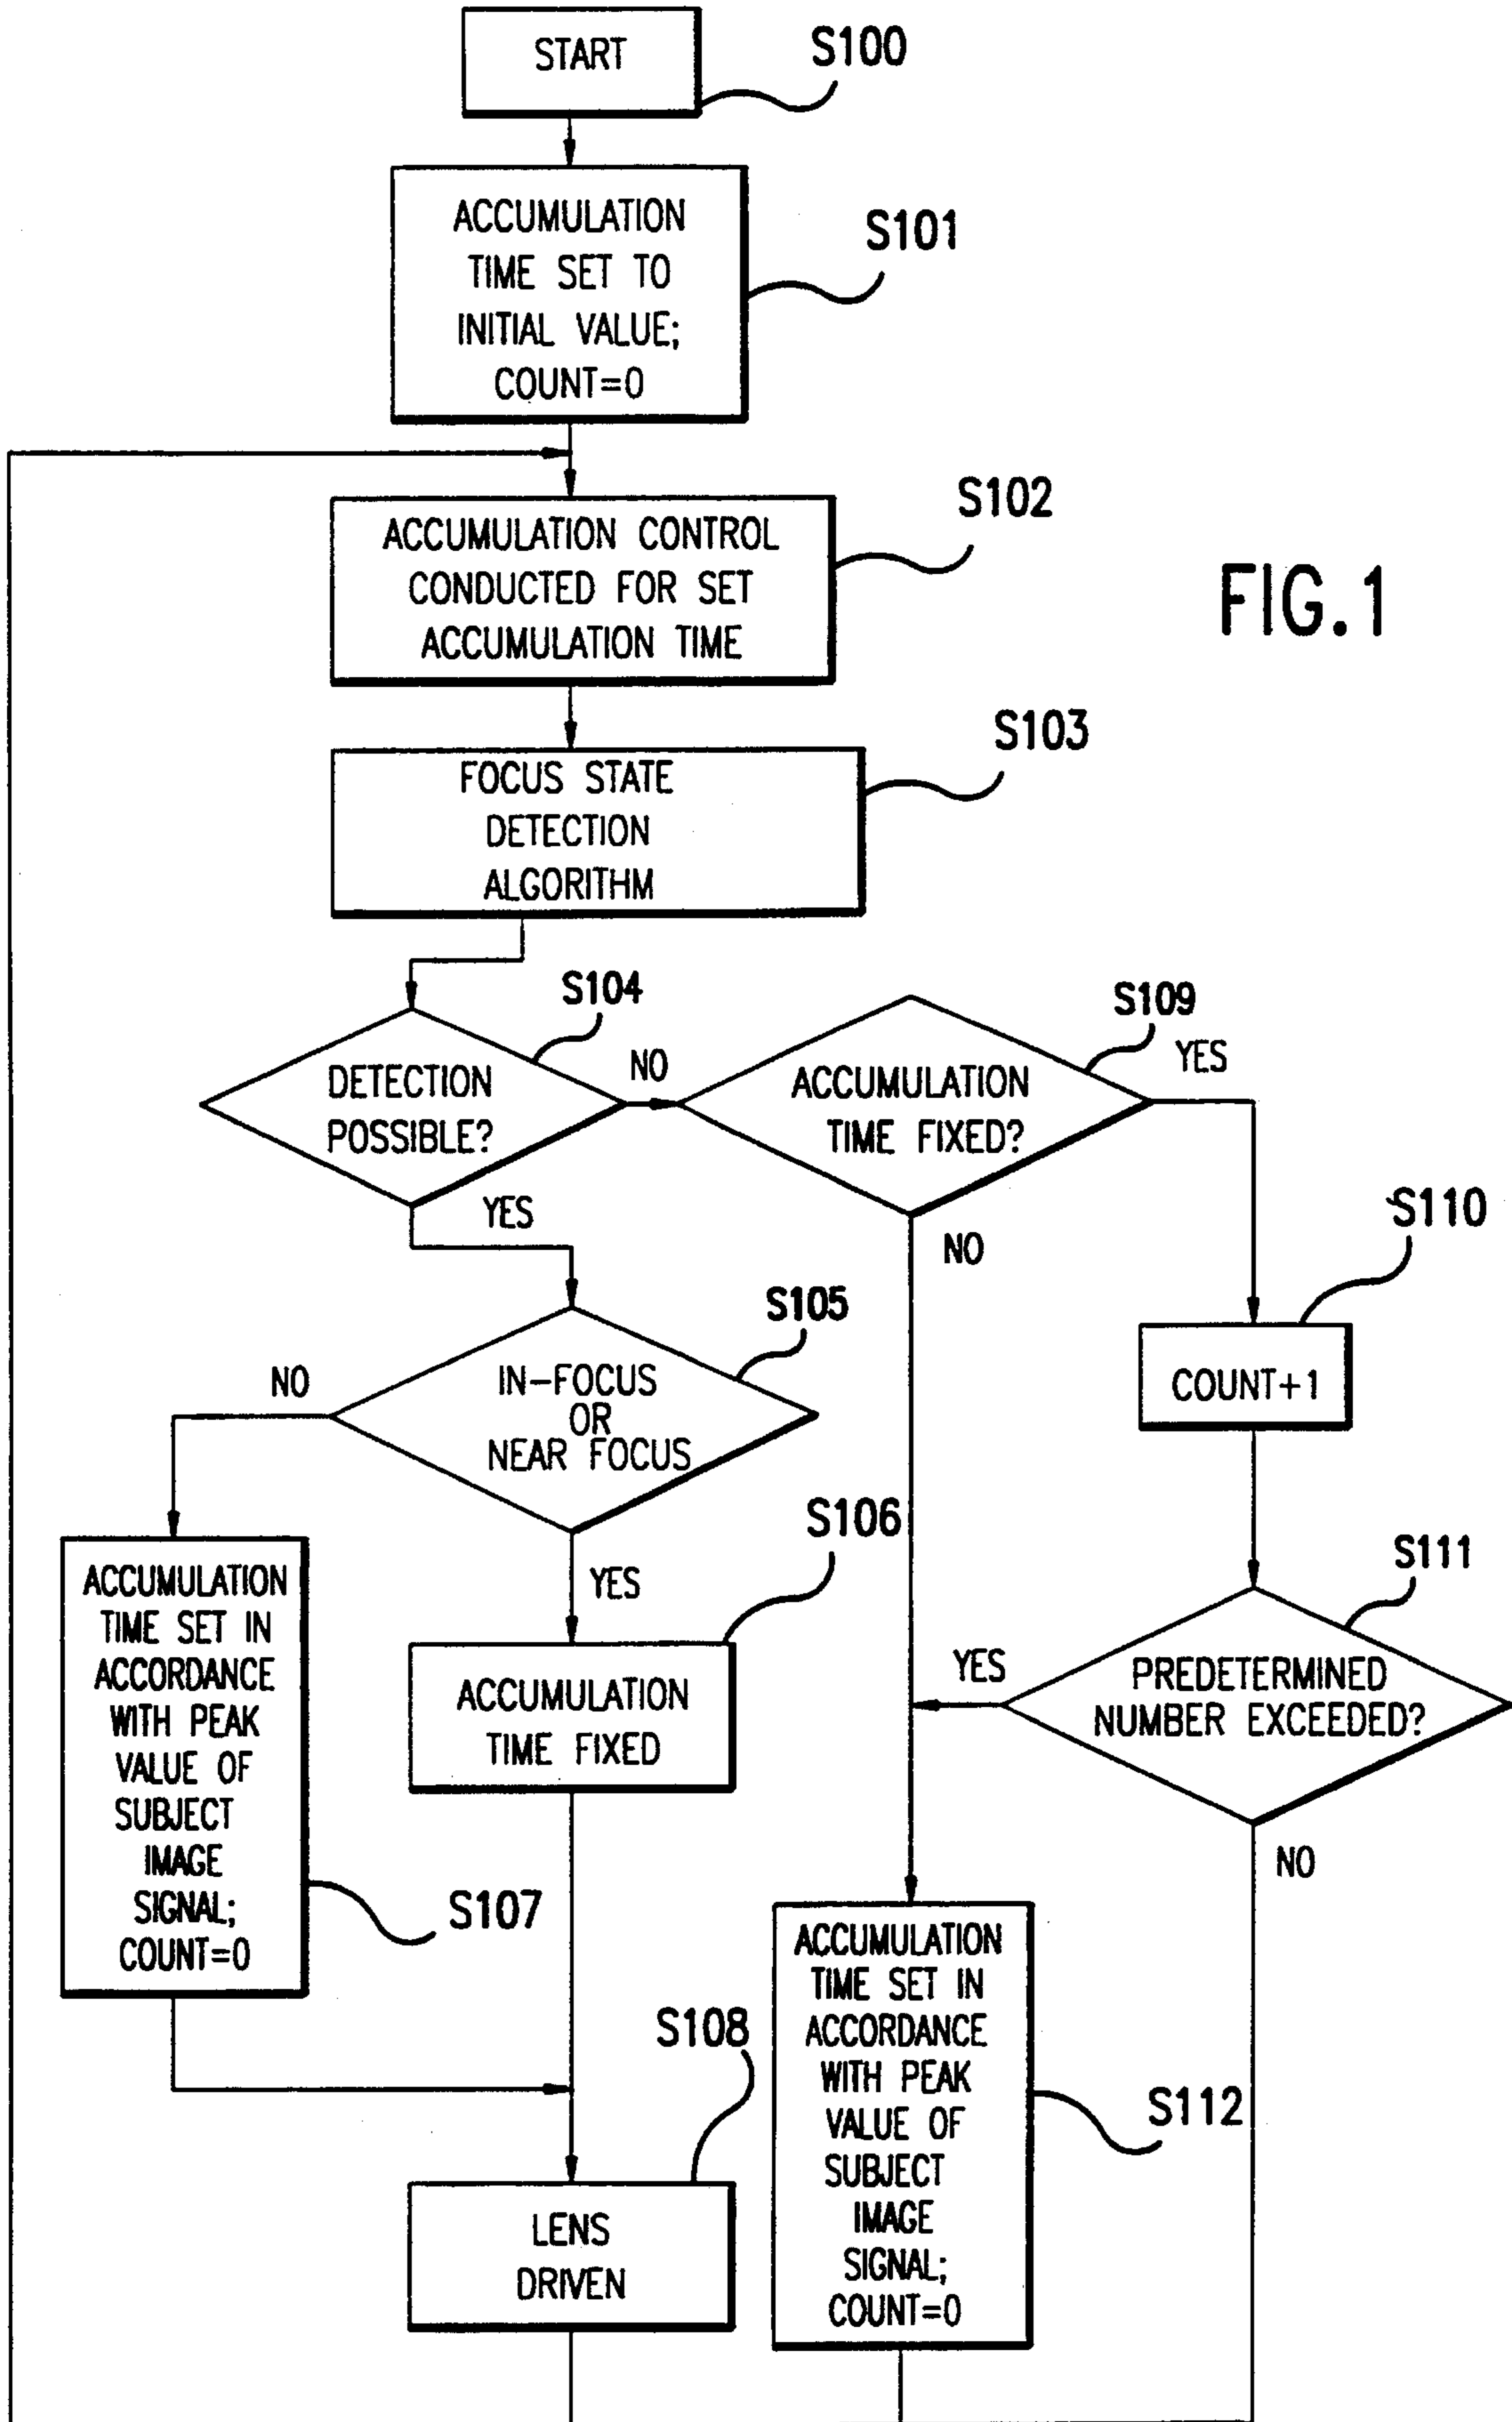 START
S100
ACCUMULATION
TIME SET TO
INITIAL VALUE;
COUNT=0
S101
ACCUMULATION CONTROL
CONDUCTED FOR SET
ACCUMULATION TIME
S102
FIG.1
FOCUS STATE
DETECTION
ALGORITHM
S103
DETECTION
POSSIBLE?
S104
NO
YES
ACCUMULATION
TIME FIXED?
S109
YES
NO
S110
COUNT+1
IN-FOCUS
OR
NEAR FOCUS
S105
NO
YES
S106
ACCUMULATION
TIME FIXED
ACCUMULATION
TIME SET IN
ACCORDANCE
WITH PEAK
VALUE OF
SUBJECT
IMAGE
SIGNAL;
COUNT=0
S107
PREDETERMINED
NUMBER EXCEEDED?
S111
YES
NO
S108
LENS
DRIVEN
ACCUMULATION
TIME SET IN
ACCORDANCE
WITH PEAK
VALUE OF
SUBJECT
IMAGE
SIGNAL;
COUNT=0
S112